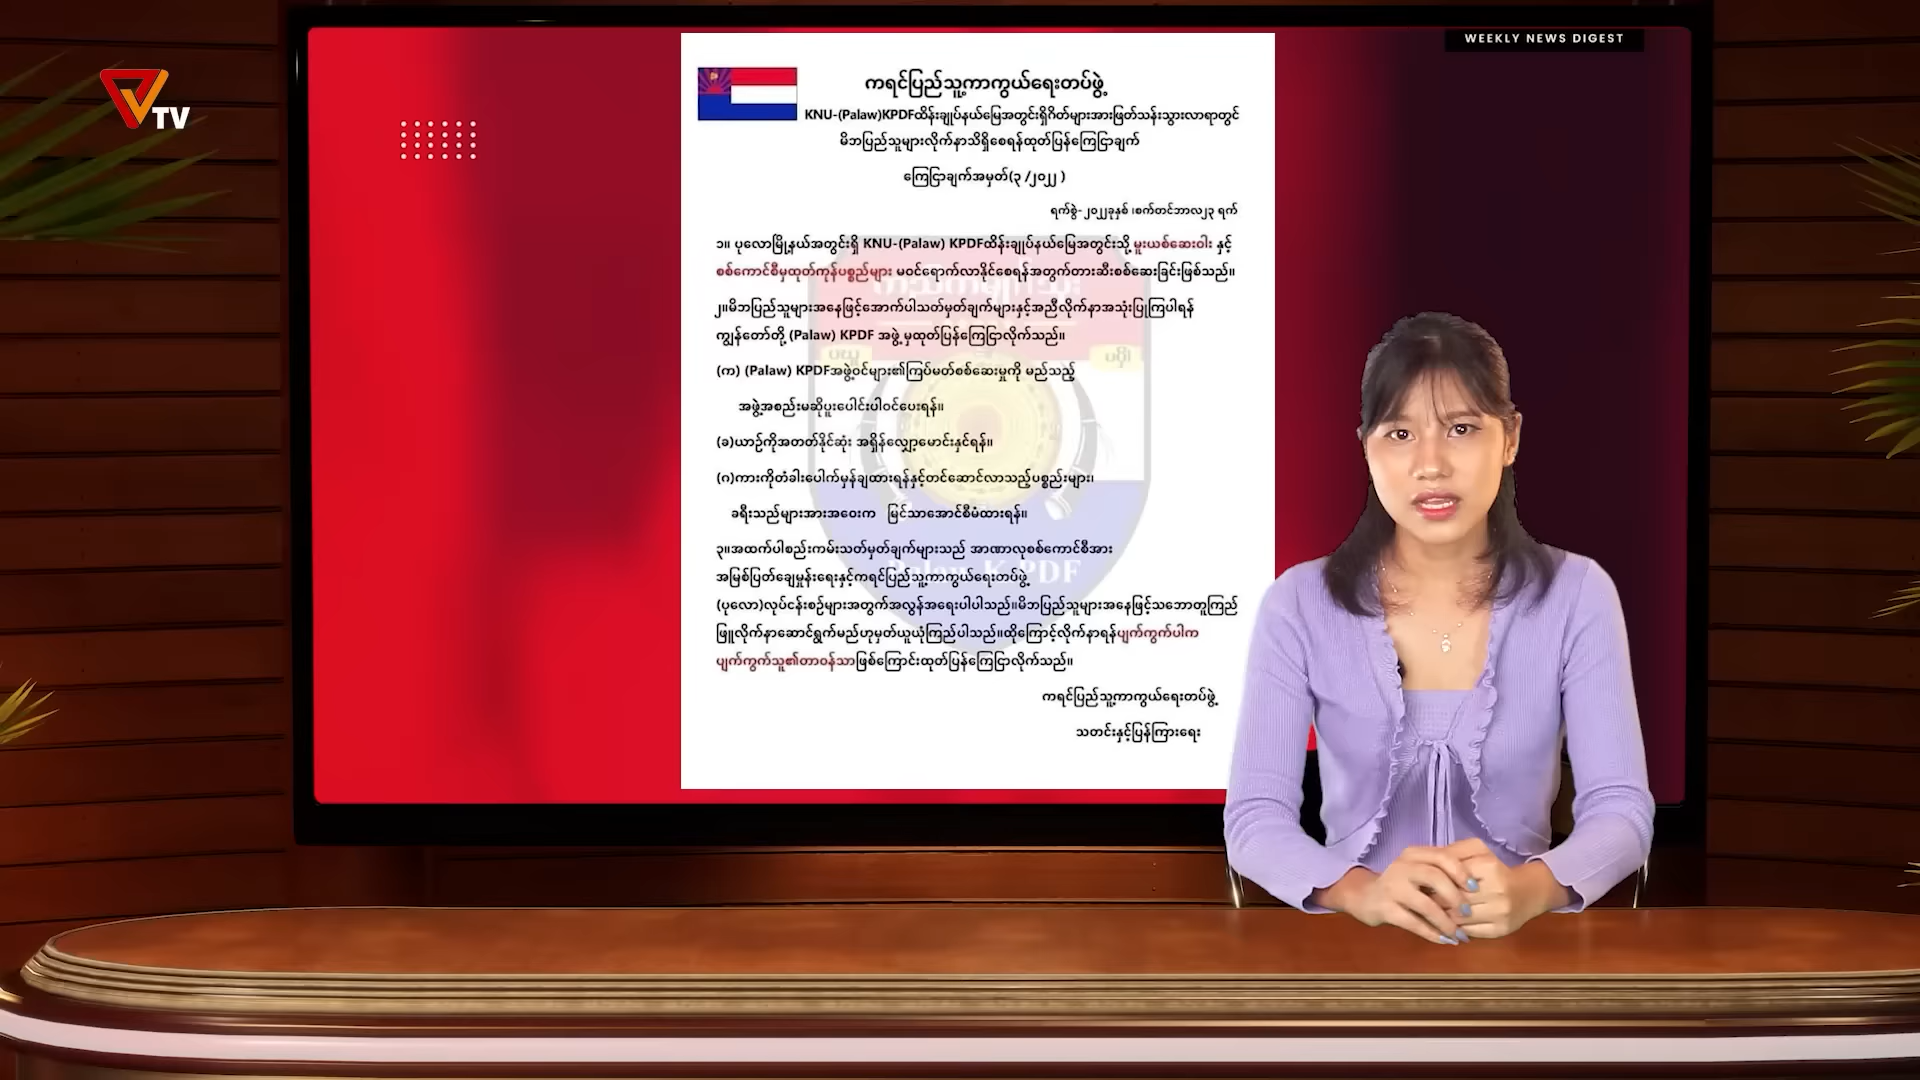 WEEKLY NEWS DIGEST
TV
ကရင်ပြည်သူ့ကာကွယ်ရေးတပ်ဖွဲ့
KNU-(Palaw)KPDFထိန်းချုပ်နယ်မြေအတွင်းရှိဂိတ်များအားဖြတ်သန်းသွားလာရာတွင်
မိဘပြည်သူများလိုက်နာသိရှိစေရန်ထုတ်ပြန်ကြေငြာချက်
ကြေငြာချက်အမှတ်(၃ /၂၀၂၂ )
ရက်စွဲ-၂၀၂၂ခုနှစ် ၊စက်တင်ဘာလ၂၃ ရက်
၁။ ပုလောမြို့နယ်အတွင်းရှိ KNU-(Palaw) KPDFထိန်းချုပ်နယ်မြေအတွင်းသို့ မူးယစ်ဆေးဝါး နှင့်
စစ်ကောင်စီမှထုတ်ကုန်ပစ္စည်များ မဝင်ရောက်လာနိုင်စေရန်အတွက်တားဆီးစစ်ဆေးခြင်းဖြစ်သည်။
၂။မိဘပြည်သူများအနေဖြင့်အောက်ပါသတ်မှတ်ချက်များနှင့်အညီလိုက်နာအသုံးပြုကြပါရန်
ကျွန်တော်တို့ (Palaw) KPDF အဖွဲ့ မှထုတ်ပြန်ကြေငြာလိုက်သည်။
(က) (Palaw) KPDFအဖွဲ့ဝင်များ၏ကြပ်မတ်စစ်ဆေးမှုကို မည်သည့်
အဖွဲ့အစည်းမဆိုပူးပေါင်းပါဝင်ပေးရန်။
(ခ)ယာဉ်ကိုအတတ်နိုင်ဆုံး အရှိန်လျှော့မောင်းနှင်ရန်။
(ဂ)ကားကိုတံခါးပေါက်မှန်ချထားရန်နှင့်တင်ဆောင်လာသည့်ပစ္စည်းများ၊
ခရီးသည်များအားအဝေးက မြင်သာအောင်စီမံထားရန်။
၃။အထက်ပါစည်းကမ်းသတ်မှတ်ချက်များသည် အာဏာလုစစ်ကောင်စီအား
အမြစ်ပြတ်ချေမှုန်းရေးနှင့်ကရင်ပြည်သူ့ကာကွယ်ရေးတပ်ဖွဲ့
(ပုလော)လုပ်ငန်းစဉ်များအတွက်အလွန်အရေးပါပါသည်။မိဘပြည်သူများအနေဖြင့်သဘောတူကြည်
ဖြူလိုက်နာဆောင်ရွက်မည်ဟုမှတ်ယူယုံကြည်ပါသည်။ထို့ကြောင့်လိုက်နာရန်ပျက်ကွက်ပါက
ပျက်ကွက်သူ၏တာဝန်သာဖြစ်ကြောင်းထုတ်ပြန်ကြေငြာလိုက်သည်။
ကရင်ပြည်သူ့ကာကွယ်ရေးတပ်ဖွဲ့
သတင်းနှင့်ပြန်ကြားရေး